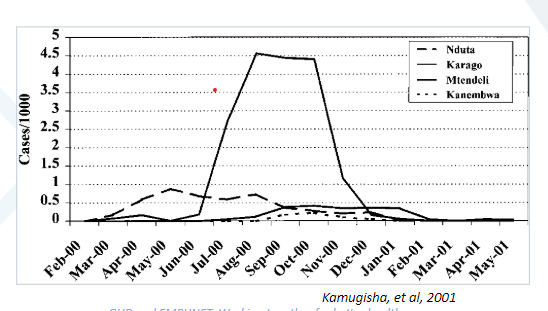 5
4.5
4
3.5
3
2.5
2
1.5
1
0.5
0
Cases/1000
Nduta
Karago
Mtendeli
Kanembwa
Feb-00
Mar-00
Apr-00
May-00
Jun-00
Jul-00
Aug-00
Sep-00
Oct-00
Nov-00
Dec-00
Jan-01
Feb-01
Mar-01
Apr-01
May-01
Kamugisha, et al, 2001